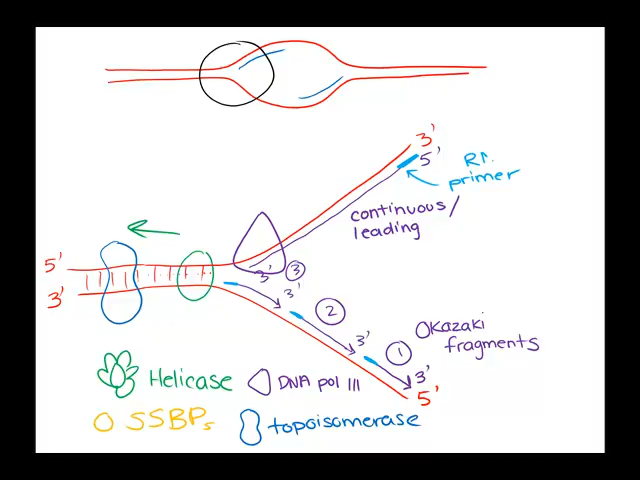 3'
5'
primer
continuous/
leading
5'
3'
3'
3
3'
2
3'
1
Okazaki
fragments
3'
5'
Helicase
DNA pol III
SSBPs
topoisomerase